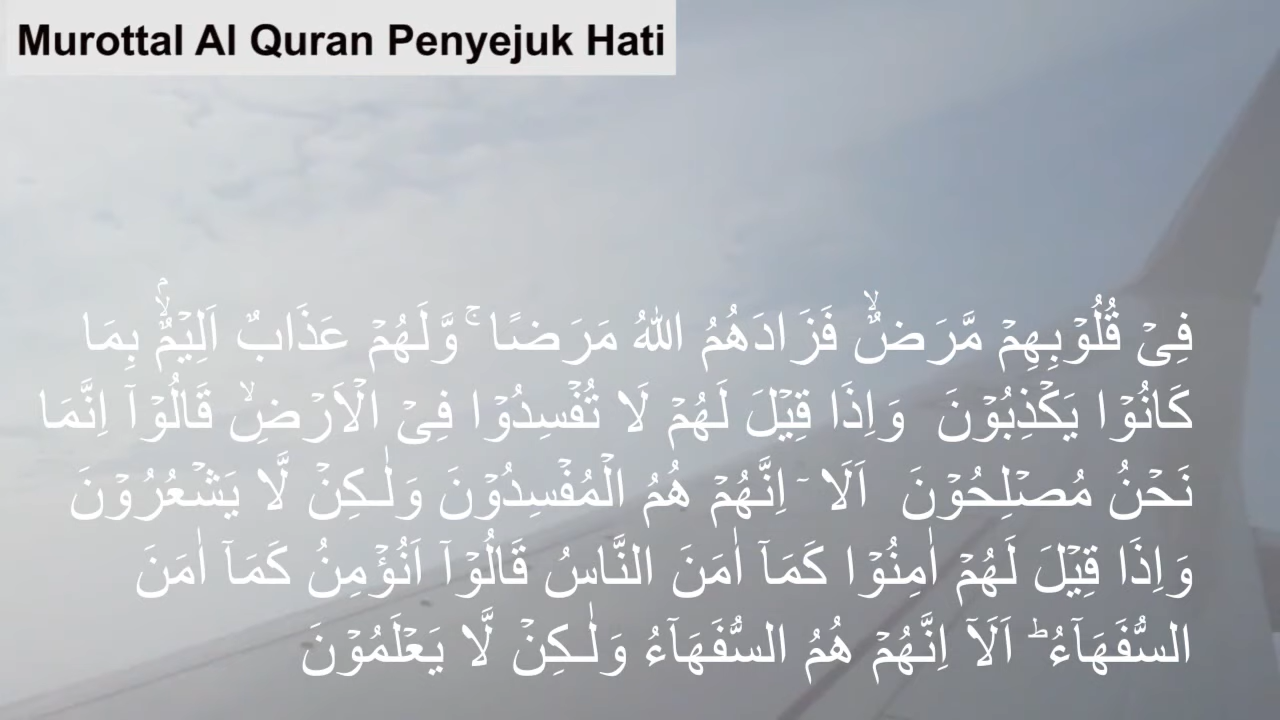 Murottal Al Quran Penyejuk Hati
فِىۡ قُلُوۡبِهِمۡ مَّرَضٌۙ فَزَادَهُمُ اللّٰهُ مَرَضًا‌ ۚ وَّلَهُمۡ عَذَابٌ اَلِيۡمٌۢۙ بِمَا
كَانُوۡا يَكۡذِبُوۡنَ‏ وَاِذَا قِيۡلَ لَهُمۡ لَا تُفۡسِدُوۡا فِىۡ الۡاَرۡضِۙ قَالُوۡآ اِنَّمَا
نَحۡنُ مُصۡلِحُوۡنَ‏ اَلَا ۤ اِنَّهُمۡ هُمُ الۡمُفۡسِدُوۡنَ وَلٰـكِنۡ لَّا يَشۡعُرُوۡنَ‏
وَاِذَا قِيۡلَ لَهُمۡ اٰمِنُوۡا كَمَآ اٰمَنَ النَّاسُ قَالُوۡآ اَنُؤۡمِنُ كَمَآ اٰمَنَ
السُّفَهَآءُ‌ ؕ اَلَآ اِنَّهُمۡ هُمُ السُّفَهَآءُ وَلٰـكِنۡ لَّا يَعۡلَمُوۡنَ‏